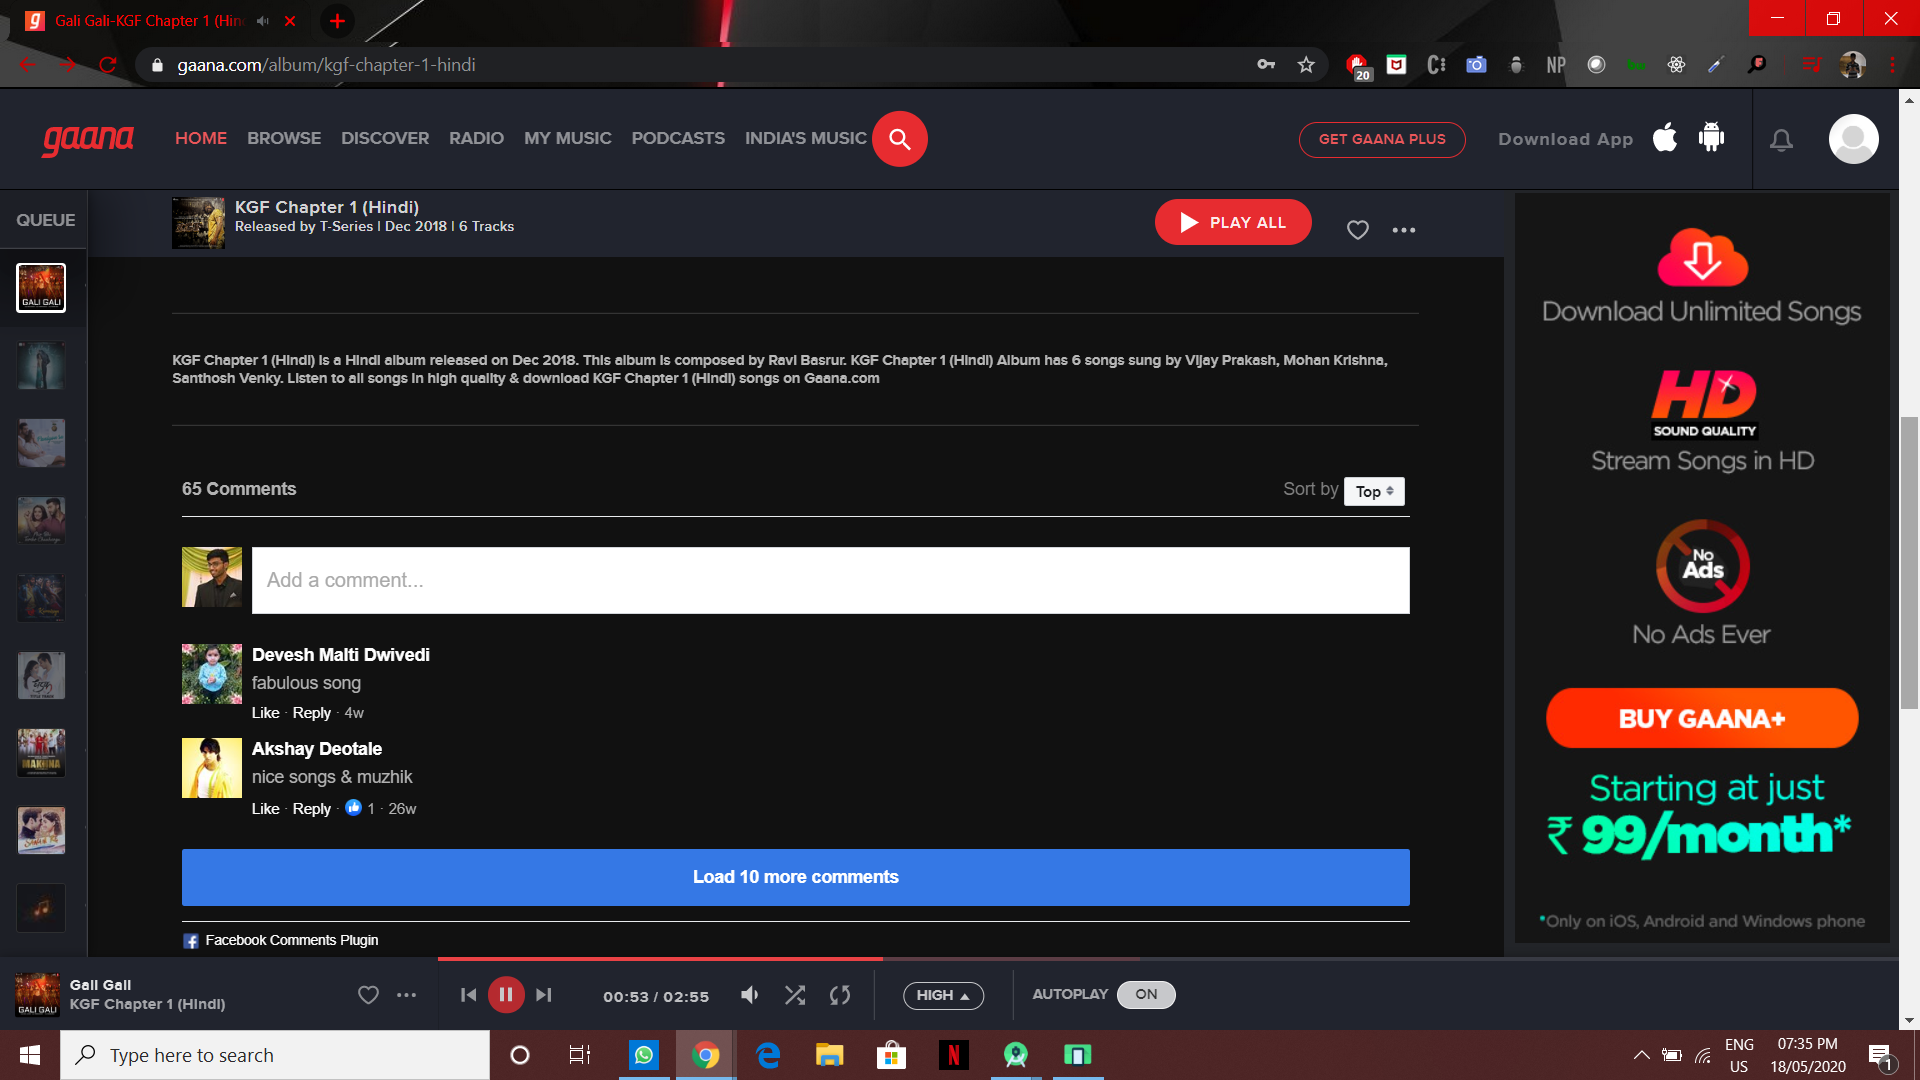 Gali Gali-KGF Chapter 1 (Hin
gaana.com/album/kgf-chapter-1-hindi
20
NP
gaana
HOME
BROWSE
DISCOVER
RADIO
MY MUSIC
PODCASTS
INDIA'S MUSIC
GET GAANA PLUS
Download App
QUEUE
KGF Chapter 1 (Hindi)
Released by T-Series | Dec 2018 | 6 Tracks
PLAY ALL
GALI GALI
KGF Chapter 1 (Hindi) is a Hindi album released on Dec 2018. This album is composed by Ravi Basrur. KGF Chapter 1 (Hindi) Album has 6 songs sung by Vijay Prakash, Mohan Krishna,
Santhosh Venky. Listen to all songs in high quality & download KGF Chapter 1 (Hindi) songs on Gaana.com
65 Comments
Sort by
Top
Add a comment...
Devesh Malti Dwivedi
fabulous song
Like · Reply · 4w
Akshay Deotale
nice songs & muzhik
Like · Reply · 1 · 26w
Load 10 more comments
Facebook Comments Plugin
MAKHNA
Download Unlimited Songs
HD
SOUND QUALITY
Stream Songs in HD
No
Ads
No Ads Ever
BUY GAANA+
Starting at just
₹ 99/month*
*Only on iOS, Android and Windows phone
GALI GALI
Gali Gali
KGF Chapter 1 (Hindi)
00:53 / 02:55
HIGH
AUTOPLAY
ON
Type here to search
ENG
US
07:35 PM
18/05/2020
1